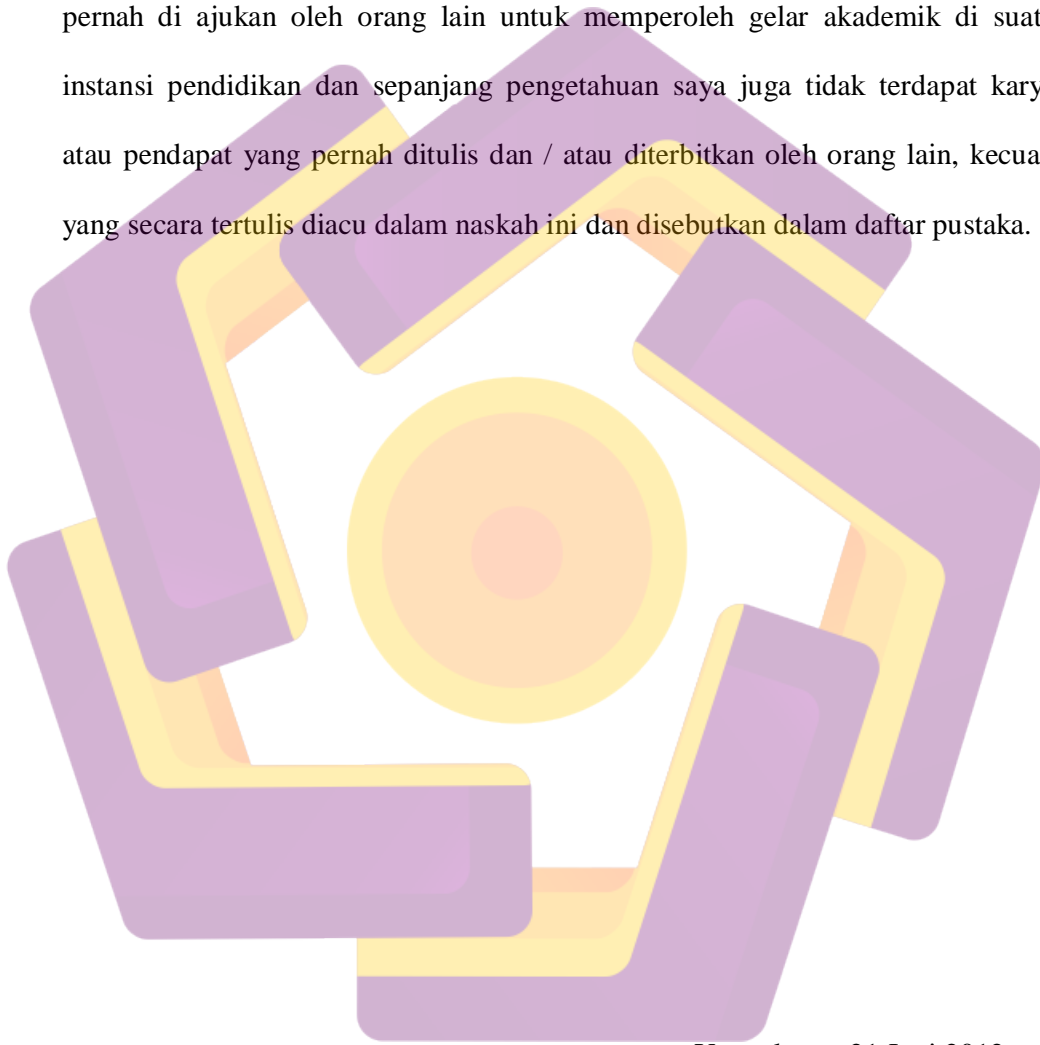 pernah di ajukan oleh orang lain untuk memperoleh gelar akademik di suat
instansi pendidikan dan sepanjang pengetahuan saya juga tidak terdapat kary
atau pendapat yang pernah ditulis dan / atau diterbitkan oleh orang lain, kecua
yang secara tertulis diacu dalam naskah ini dan disebutkan dalam daftar pustaka.